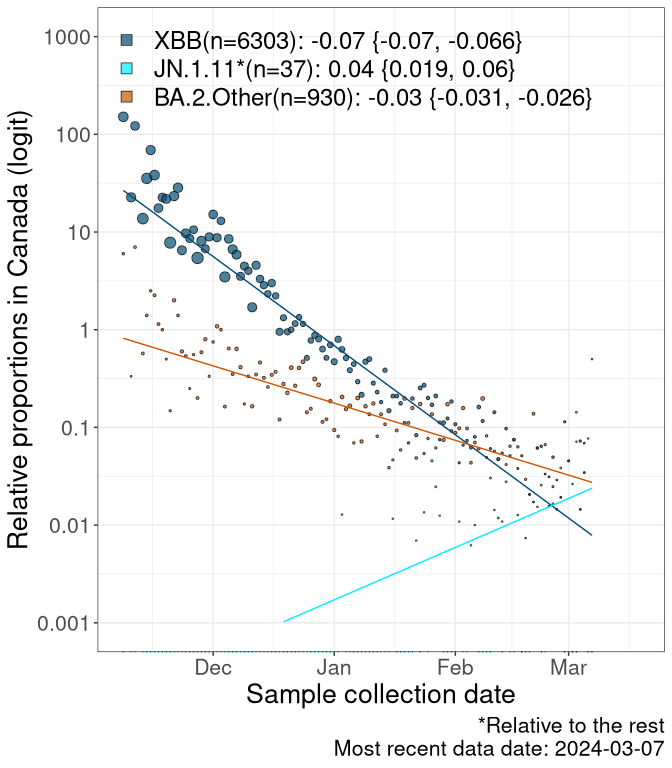 XBB(n=6303): -0.07 {-0.07, -0.066}
JN.1.11*(n=37): 0.04 {0.019, 0.06}
BA.2.Other(n=930): -0.03 {-0.031, -0.026}
Relative proportions in Canada (logit)
1000
100
10
1
0.1
0.01
0.001
Dec Jan Feb Mar
Sample collection date
*Relative to the rest
Most recent data date: 2024-03-07